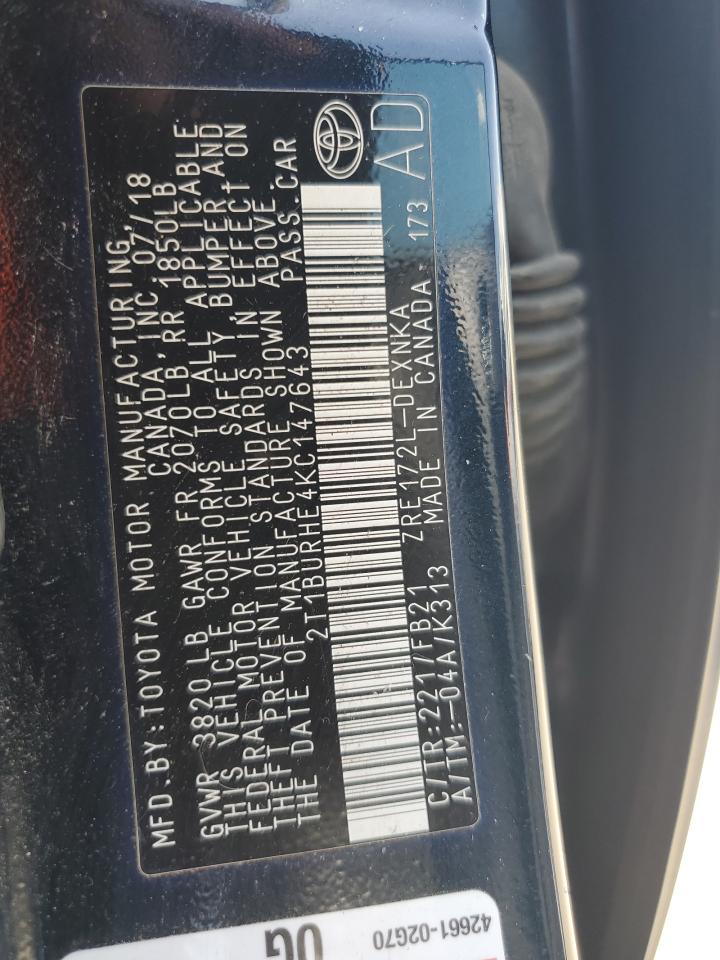 MFD.BY:TOYOTA MOTOR MANUFACTURING,
CANADA,INC 07/18
GVWR 3820 LB GAWR FR 2070LB,RR 1850LB
THIS VEHICLE CONFORMS TO ALL APPLICABLE
FEDERAL MOTOR VEHICLE SAFETY,BUMPER,AND
THEFT PREVENTION STANDARDS IN EFFECT ON
THE DATE OF MANUFACTURE SHOWN ABOVE.
2T1BURHE4KC147643 PASS.CAR
C/TR:221/FB21 ZRE172L-DEXNKA AD
A/TM:-04A/K313 MADE IN CANADA 173
42661-02G70
0G